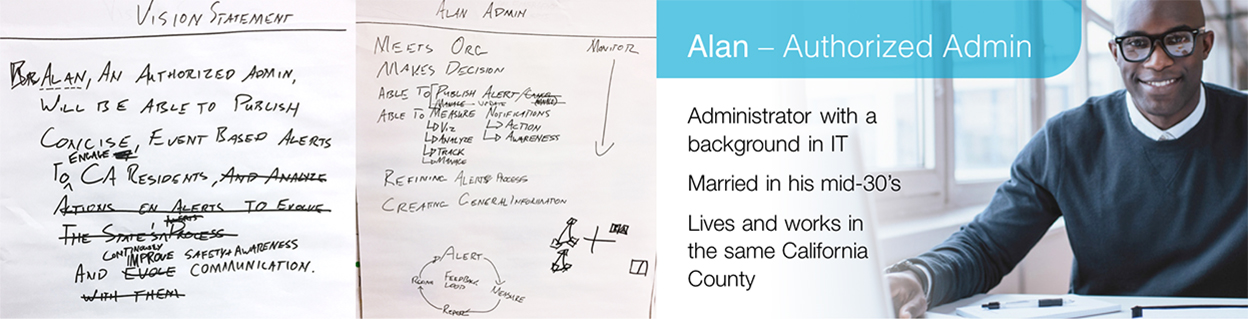 VISION STATEMENT
ALAN, AN AUTHORIZED ADMIN,
WILL BE ABLE TO PUBLISH
CONCISE, EVENT BASED ALERTS
ENGAGE
TO CA RESIDENTS, AND ANALYZE
ACTIONS ON ALERTS TO EVOLVE
ALERTS
THE STATE'S PROCESS
CONTINUOUSLY IMPROVE SAFETY + AWARENESS
AND EVOLVE COMMUNICATION.
WITH THEM
ALAN ADMIN
MEETS ORG
MAKES DECISION
ABLE TO PUBLISH ALERT/CANCEL
MANAGE UPDATE
ABLE TO MEASURE NOTIFICATIONS
VIZ
ANALYZE
TRACK
MANAGE
ACTION
AWARENESS
REFINING ALERTS PROCESS
CREATING GENERAL INFORMATION
MONITOR
ALERT
FEEDBACK
LOOP
MEASURE
REPORT
Alan – Authorized Admin
Administrator with a
background in IT
Married in his mid-30's
Lives and works in
the same California
County